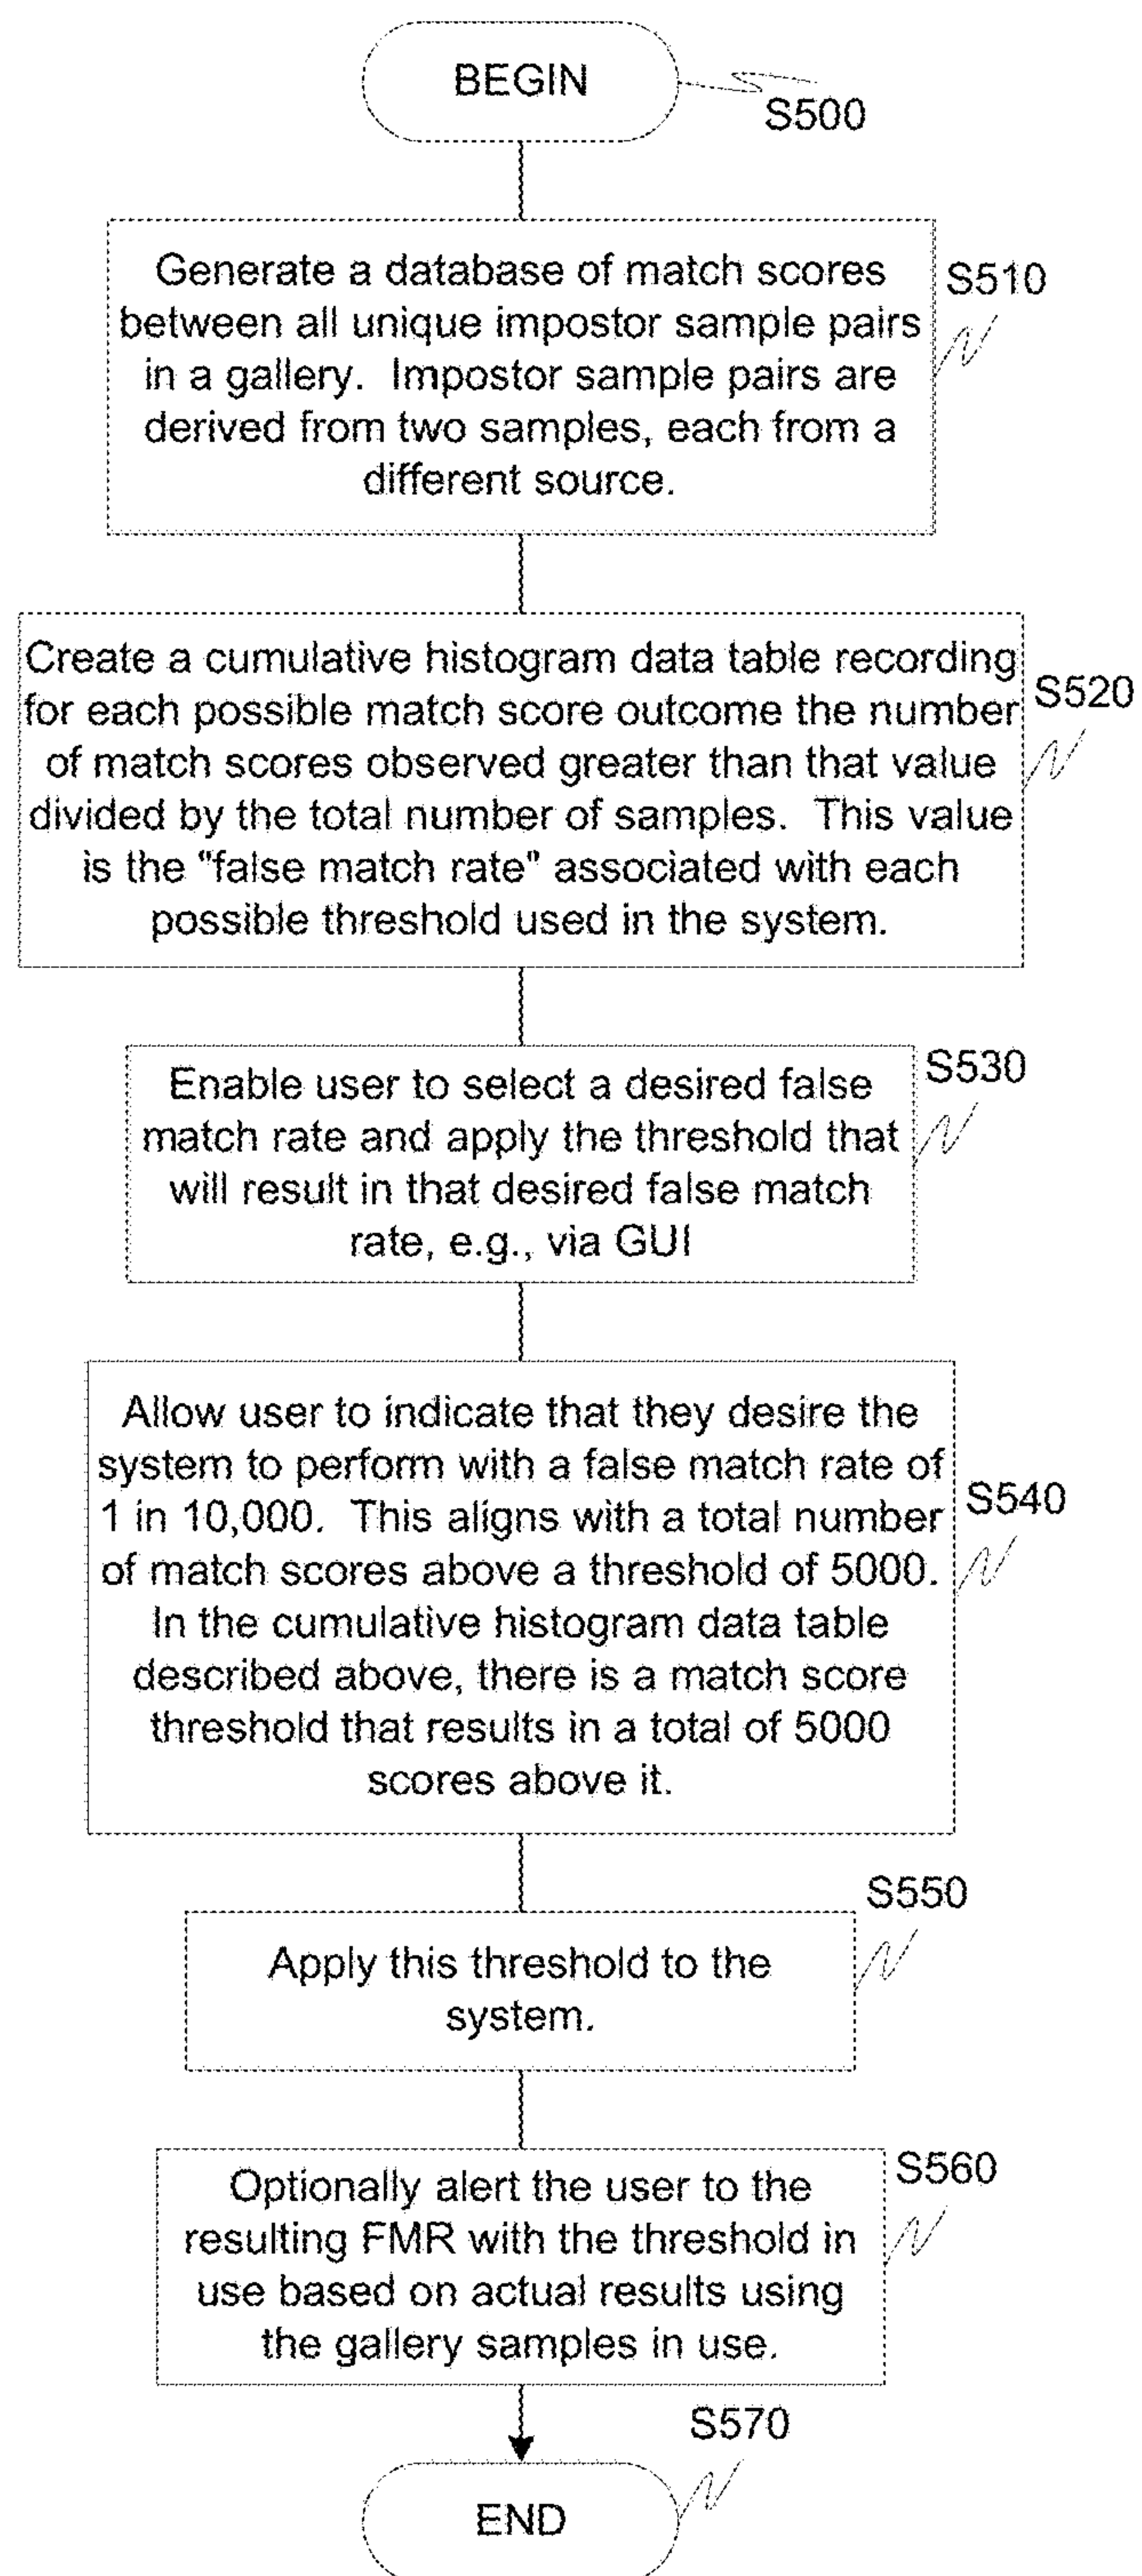 BEGIN
S500
Generate a database of match scores
between all unique impostor sample pairs
in a gallery. Impostor sample pairs are
derived from two samples, each from a
different source.
S510
Create a cumulative histogram data table recording
for each possible match score outcome the number
of match scores observed greater than that value
divided by the total number of samples. This value
is the "false match rate" associated with each
possible threshold used in the system.
S520
Enable user to select a desired false
match rate and apply the threshold that
will result in that desired false match
rate, e.g., via GUI
S530
Allow user to indicate that they desire the
system to perform with a false match rate of
1 in 10,000. This aligns with a total number
of match scores above a threshold of 5000.
In the cumulative histogram data table
described above, there is a match score
threshold that results in a total of 5000
scores above it.
S540
Apply this threshold to the
system.
S550
Optionally alert the user to the
resulting FMR with the threshold in
use based on actual results using
the gallery samples in use.
S560
END
S570